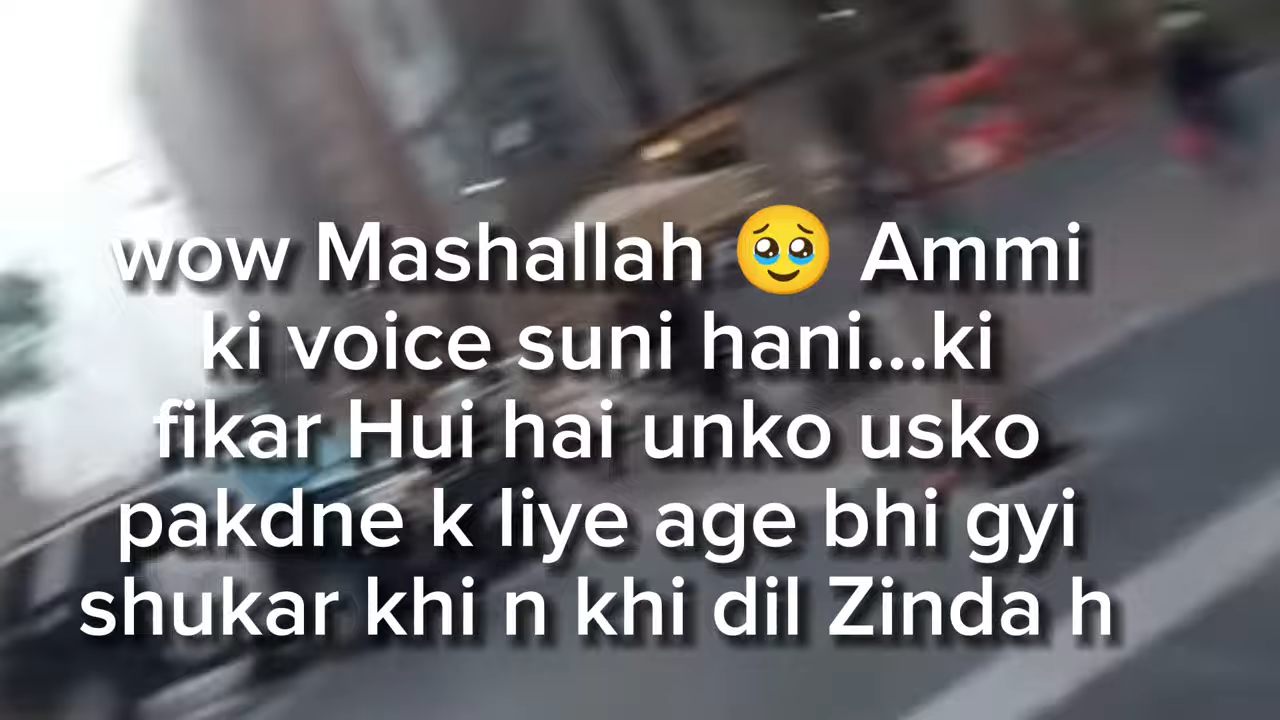 wow Mashallah 🥹 Ammi
ki voice suni hani...ki
fikar Hui hai unko usko
pakdne k liye age bhi gyi
shukar khi n khi dil Zinda h